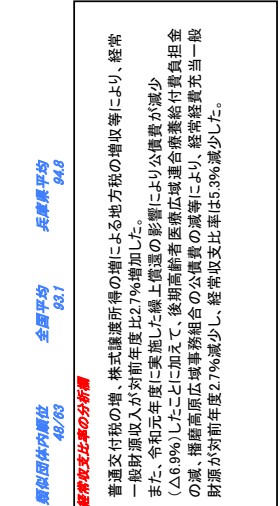 類似団体内順位 全国平均 兵庫県平均
48/63 93.1 94.8
経常収支比率の分析欄
普通交付税の増、株式譲渡所得の増による地方税の増収等により、経常
一般財源収入が対前年度比2.7%増加した。
また、令和元年度に実施した繰上償還の影響により公債費が減少
(△6.9%)したことに加えて、後期高齢者医療広域連合療養給付費負担金
の減、播磨高原広域事務組合の公債費の減等により、経常経費充当一般
財源が対前年度2.7%減少し、経常収支比率は5.3%減少した。